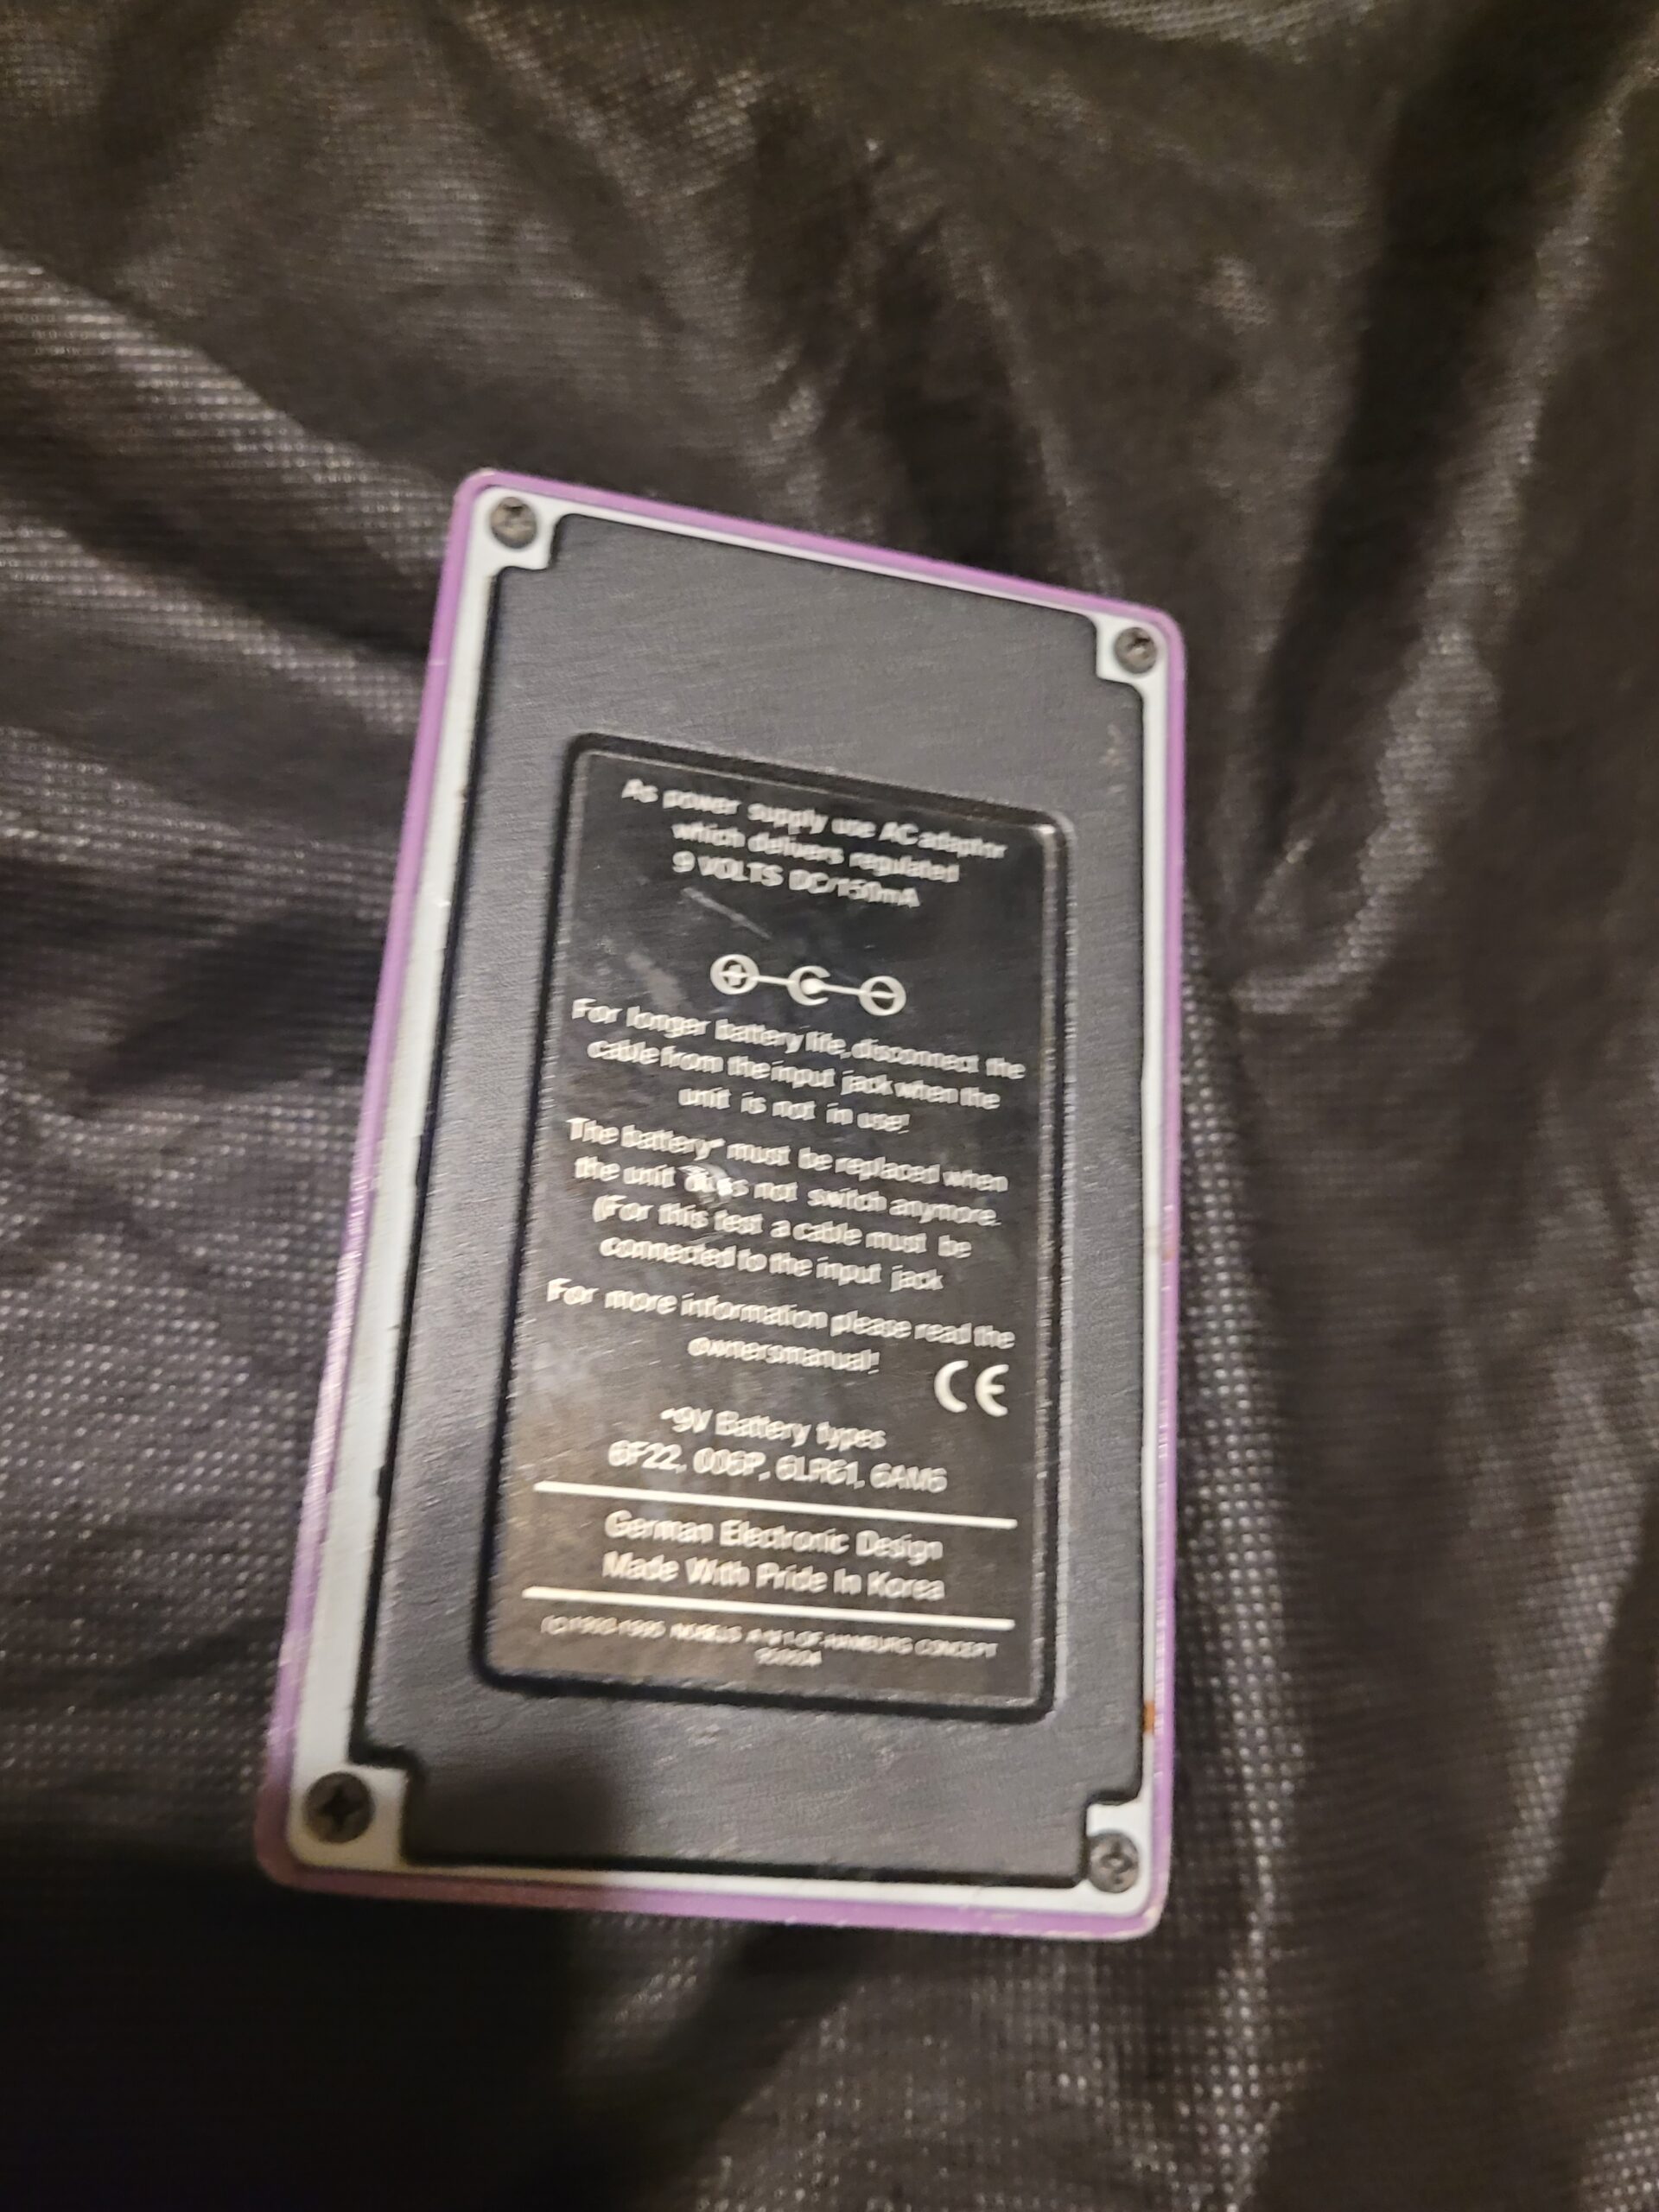 As power supply use AC-adaptor
which delivers regulated
9 VOLTS DC/150mA
For longer battery life, disconnect the
cable from the input jack when the
unit is not in use!
The battery* must be replaced when
the unit does not switch anymore.
(For this test a cable must be
connected to the input jack
For more information please read the
ownersmanual!
CE
*9V Battery types
6F22, 006P, 6LR61, 6AM6
German Electronic Design
Made With Pride In Korea
NOBELS OF HAMBURG CONCEPT